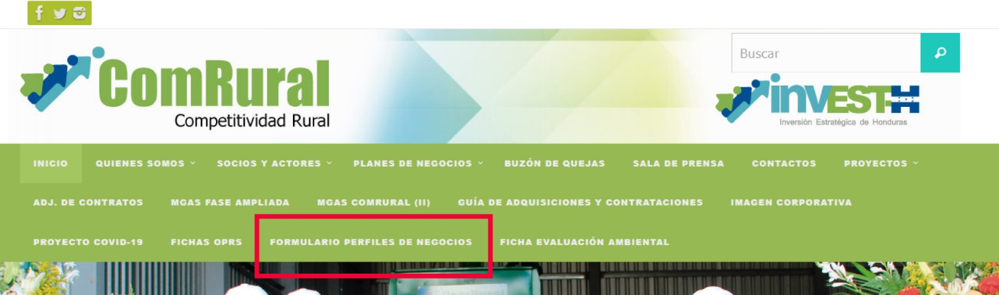 Buscar
ComRural
Competitividad Rural
invEST-H
Inversión Estratégica de Honduras
INICIO QUIENES SOMOS SOCIOS Y ACTORES PLANES DE NEGOCIOS BUZÓN DE QUEJAS SALA DE PRENSA CONTACTOS PROYECTOS
ADJ. DE CONTRATOS MGAS FASE AMPLIADA MGAS COMRURAL (II) GUÍA DE ADQUISICIONES Y CONTRATACIONES IMAGEN CORPORATIVA
PROYECTO COVID-19 FICHAS OPRS FORMULARIO PERFILES DE NEGOCIOS FICHA EVALUACIÓN AMBIENTAL